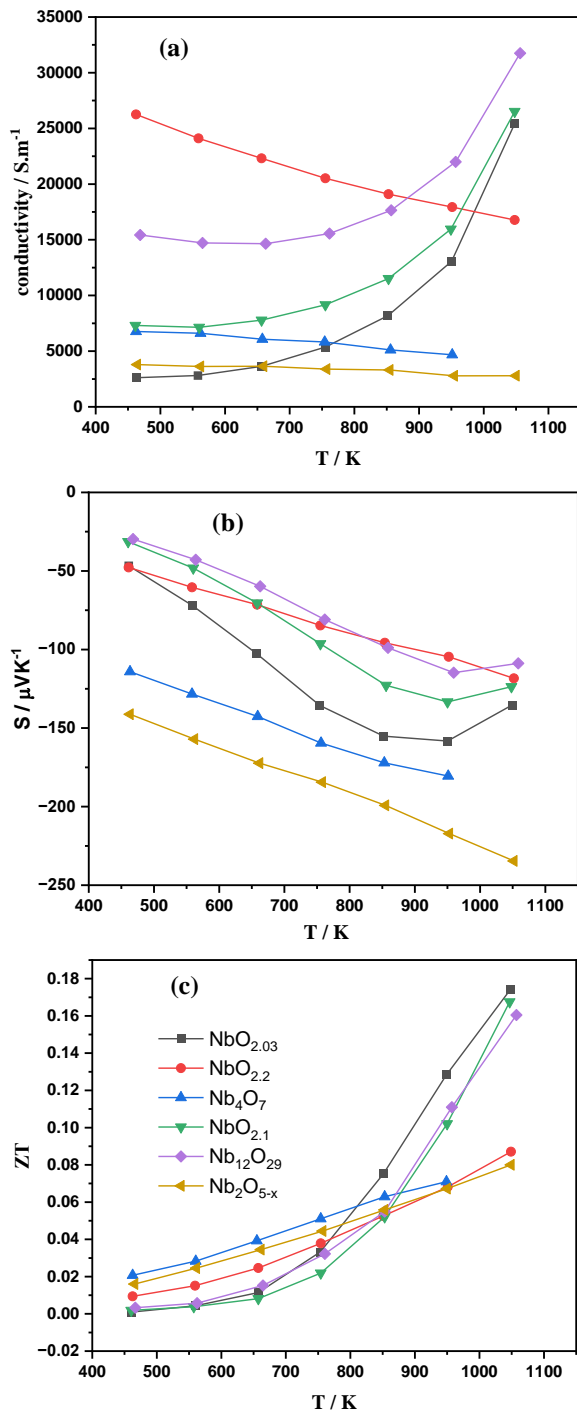 (a)
35000
30000
25000
20000
15000
10000
5000
0
conductivity / S.m⁻¹
400 500 600 700 800 900 1000 1100
T / K
(b)
0
−50
−100
−150
−200
−250
S / μVK⁻¹
400 500 600 700 800 900 1000 1100
T / K
(c)
0.18
0.16
0.14
0.12
0.10
0.08
0.06
0.04
0.02
0.00
−0.02
ZT
NbO₂.₀₃
NbO₂.₂
Nb₄O₇
NbO₂.₁
Nb₁₂O₂₉
Nb₂O₅₋ₓ
400 500 600 700 800 900 1000 1100
T / K